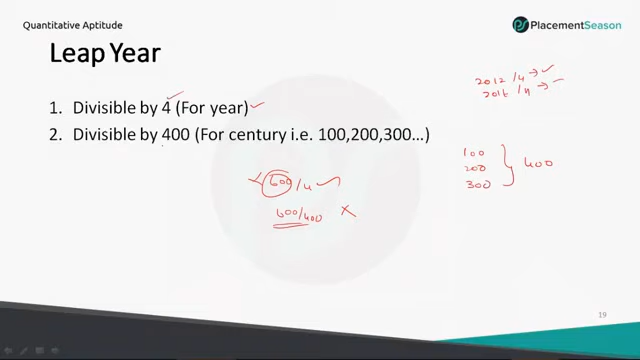 Quantitative Aptitude
PlacementSeason
Leap Year
2012 /4 → ✓
2016 /4 →
1. Divisible by 4 (For year)
2. Divisible by 400 (For century i.e. 100,200,300...)
100
200
300
400
600/4 ✓
600/400 X
19